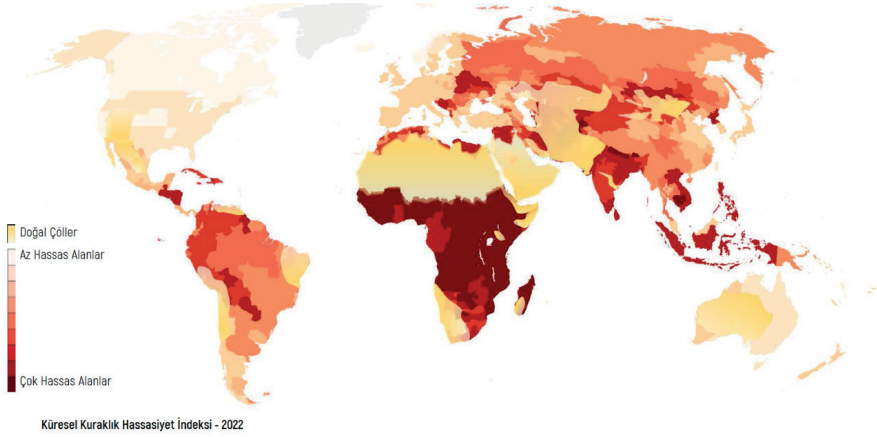 Doğal Çöller
Az Hassas Alanlar
Çok Hassas Alanlar
Küresel Kuraklık Hassasiyet İndeksi - 2022